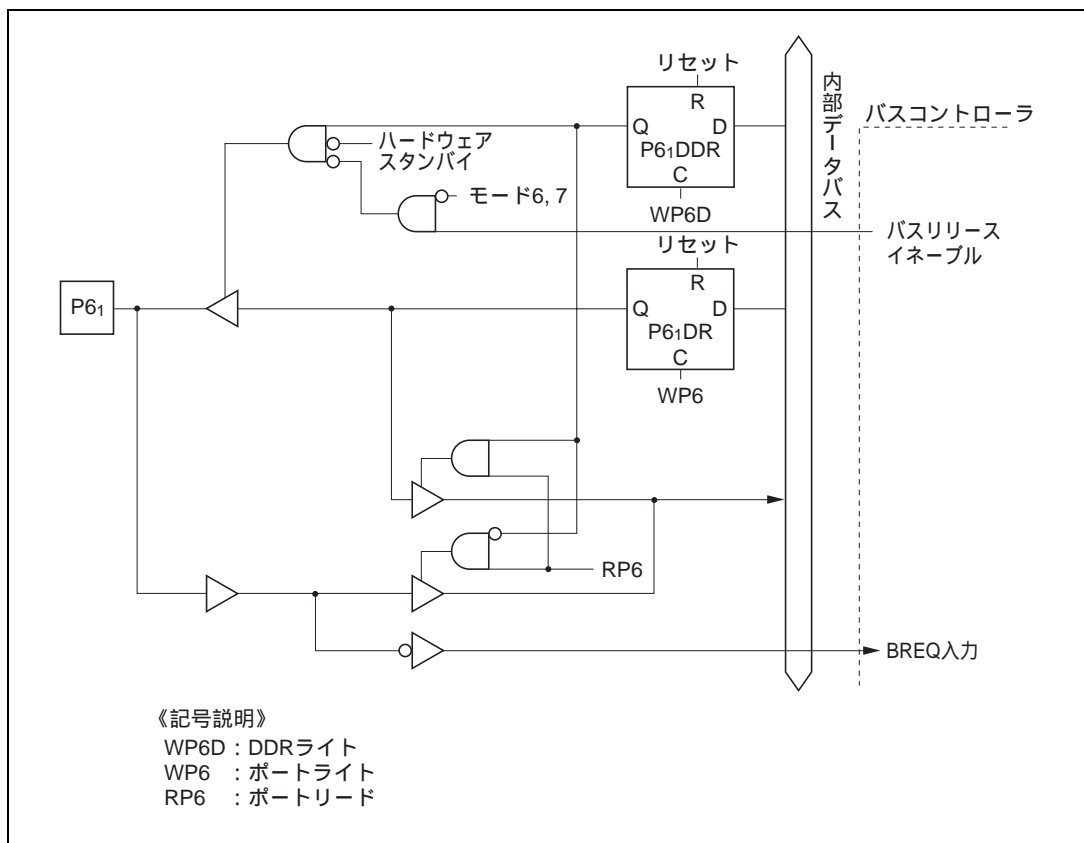 リセット
R
Q D
P6₁DDR
C
WP6D
内部データバス
バスコントローラ
ハードウェア
スタンバイ
モード6, 7
バスリリース
イネーブル
リセット
R
Q D
P6₁DR
C
WP6
P6₁
RP6
BREQ入力
《記号説明》
WP6D : DDRライト
WP6 : ポートライト
RP6 : ポートリード